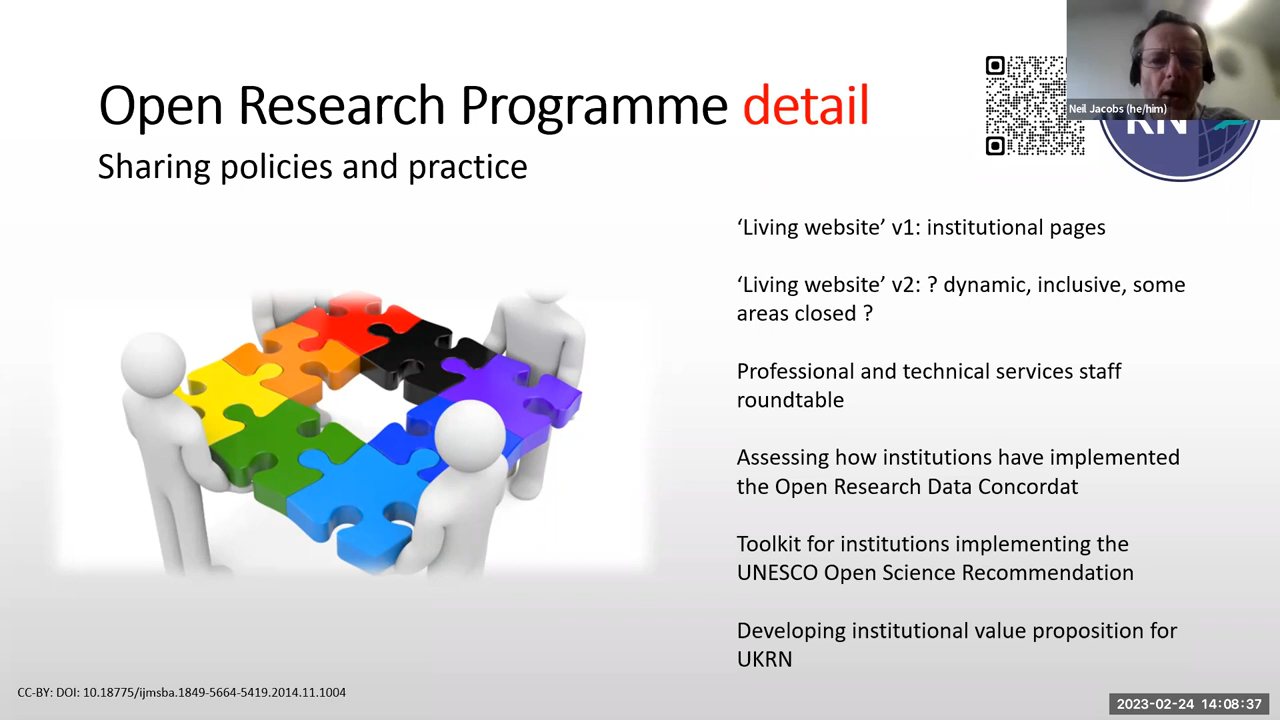 Open Research Programme detail
Sharing policies and practice
Neil Jacobs (he/him)
RN
‘Living website’ v1: institutional pages
‘Living website’ v2: ? dynamic, inclusive, some
areas closed ?
Professional and technical services staff
roundtable
Assessing how institutions have implemented
the Open Research Data Concordat
Toolkit for institutions implementing the
UNESCO Open Science Recommendation
Developing institutional value proposition for
UKRN
CC-BY: DOI: 10.18775/ijmsba.1849-5664-5419.2014.11.1004
2023-02-24 14:08:37